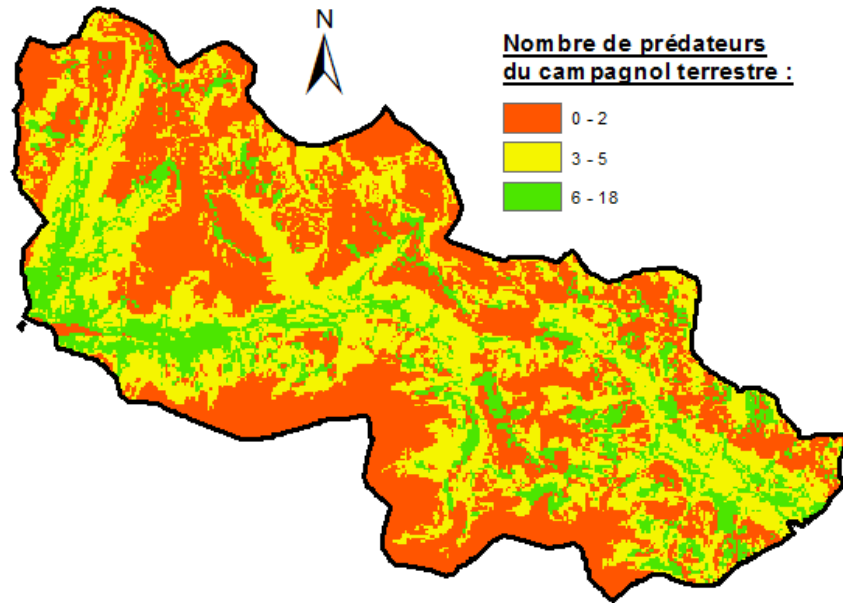 N
Nombre de prédateurs
du campagnol terrestre :
0 - 2
3 - 5
6 - 18